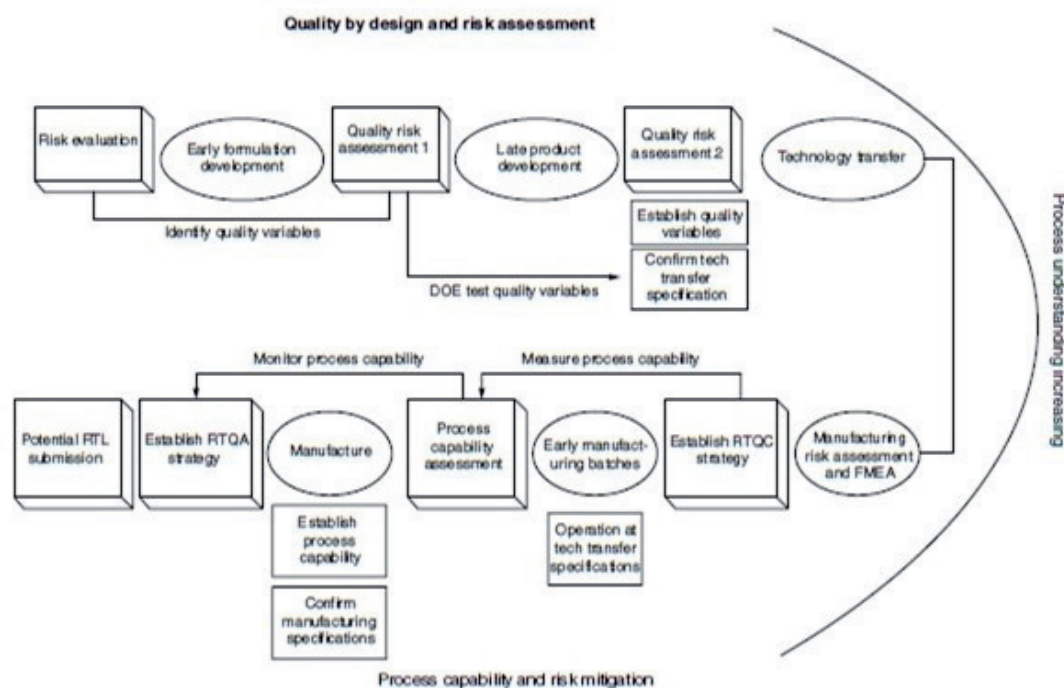 Quality by design and risk assessment
Risk evaluation
Early formulation
development
Quality risk
assessment 1
Late product
development
Quality risk
assessment 2
Technology transfer
Identify quality variables
Establish quality
variables
Confirm tech
transfer
specification
DOE test quality variables
Process understanding increasing
Monitor process capability
Measure process capability
Potential RTL
submission
Establish RTQA
strategy
Manufacture
Process
capability
assessment
Early manufact-
uring batches
Establish RTQC
strategy
Manufacturing
risk assessment
and FMEA
Establish
process
capability
Operation at
tech transfer
specifications
Confirm
manufacturing
specifications
Process capability and risk mitigation